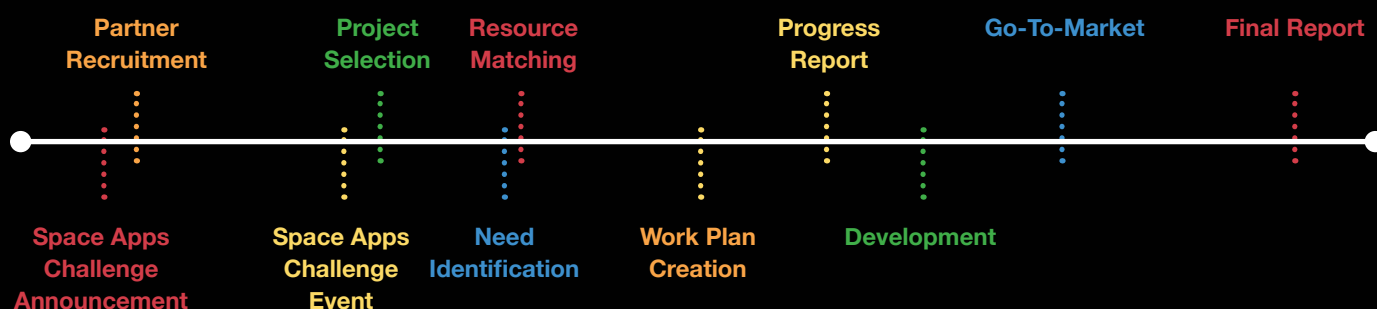 Partner
Recruitment
Project
Selection
Resource
Matching
Progress
Report
Go-To-Market
Final Report
Space Apps
Challenge
Announcement
Space Apps
Challenge
Event
Need
Identification
Work Plan
Creation
Development